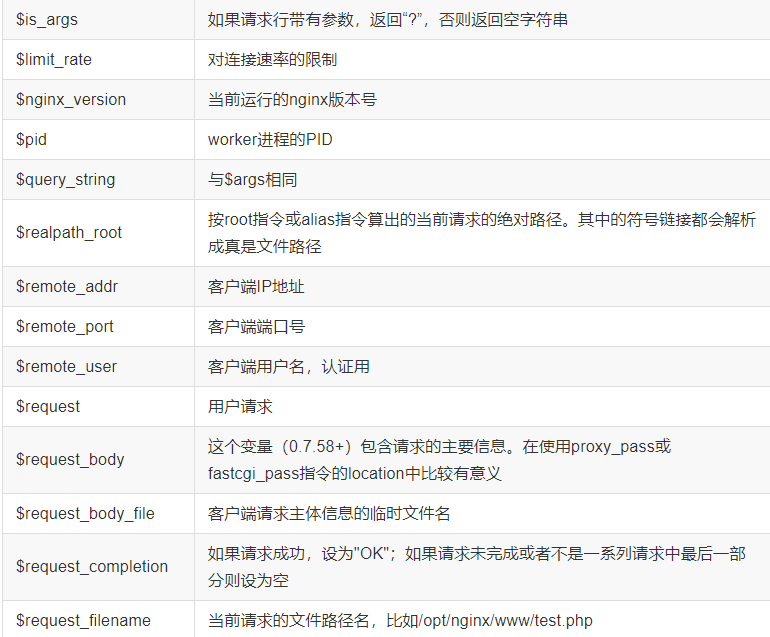 $is_args 如果请求行带有参数，返回“?”，否则返回空字符串
$limit_rate 对连接速率的限制
$nginx_version 当前运行的nginx版本号
$pid worker进程的PID
$query_string 与$args相同
$realpath_root 按root指令或alias指令算出的当前请求的绝对路径。其中的符号链接都会解析
成真是文件路径
$remote_addr 客户端IP地址
$remote_port 客户端端口号
$remote_user 客户端用户名，认证用
$request 用户请求
$request_body 这个变量（0.7.58+）包含请求的主要信息。在使用proxy_pass或
fastcgi_pass指令的location中比较有意义
$request_body_file 客户端请求主体信息的临时文件名
$request_completion 如果请求成功，设为"OK"；如果请求未完成或者不是一系列请求中最后一部
分则设为空
$request_filename 当前请求的文件路径名，比如/opt/nginx/www/test.php